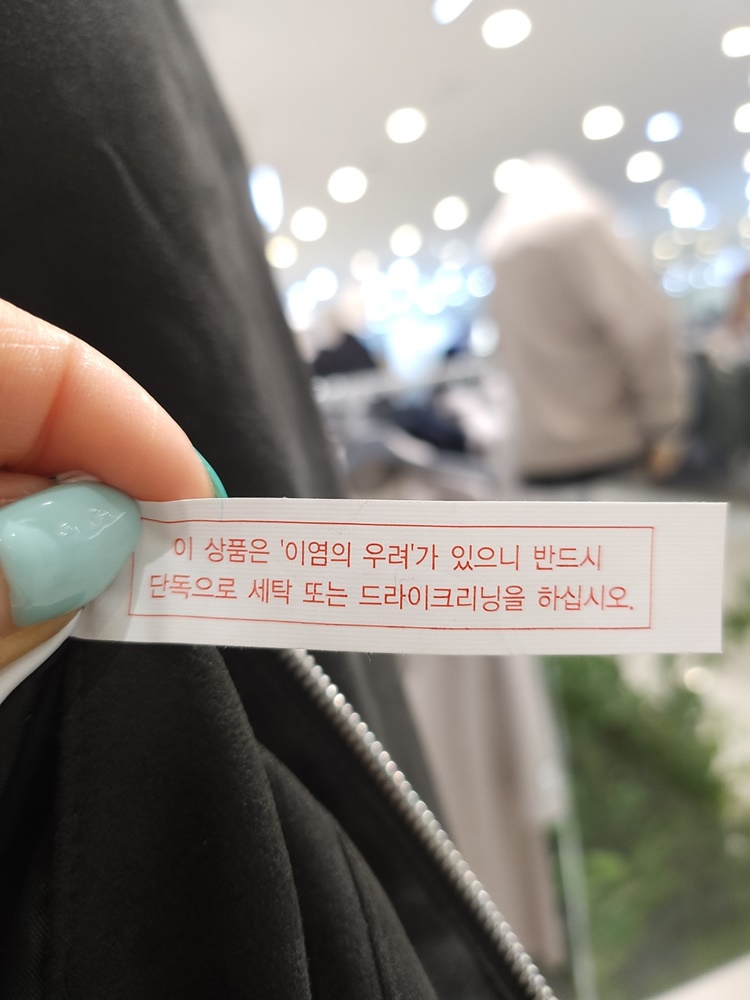 이 상품은 '이염의 우려'가 있으니 반드시
단독으로 세탁 또는 드라이크리닝을 하십시오.